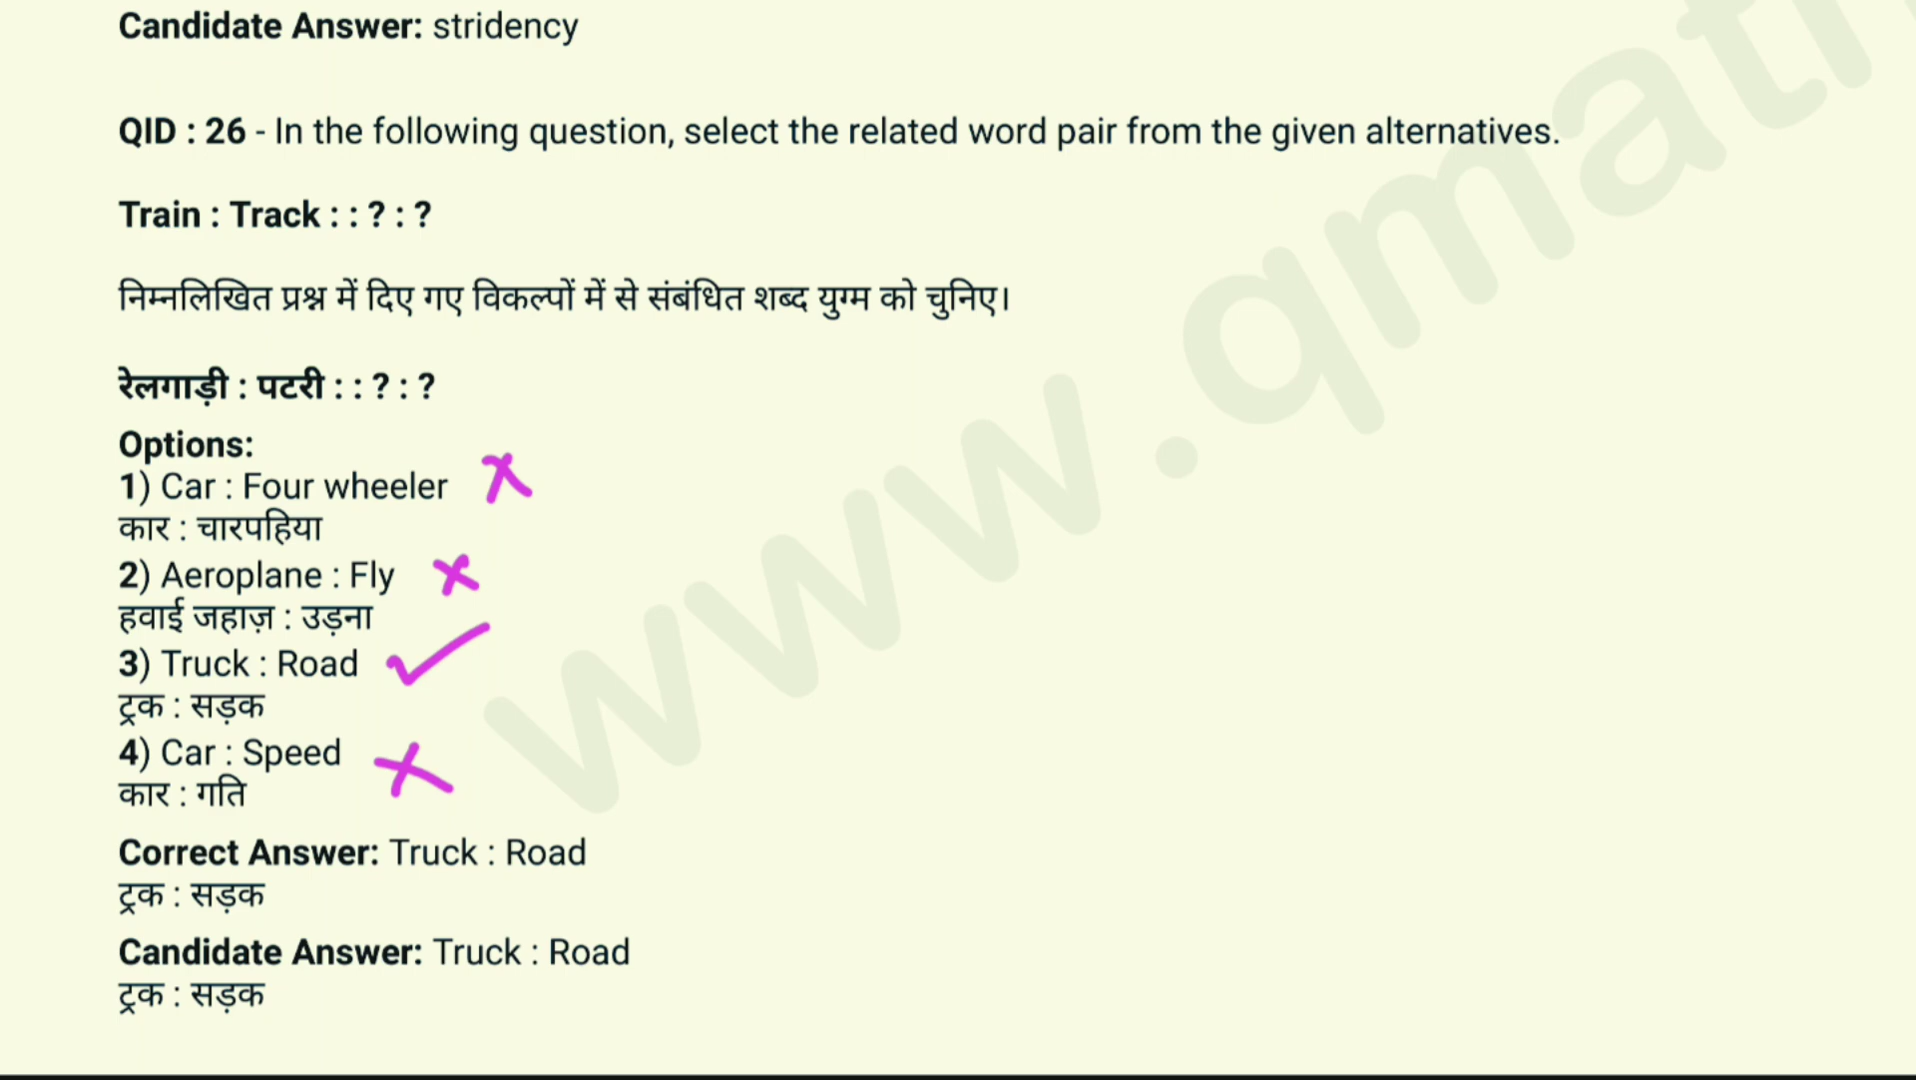 Candidate Answer: stridency
QID : 26 - In the following question, select the related word pair from the given alternatives.
Train : Track : : ? : ?
निम्नलिखित प्रश्न में दिए गए विकल्पों में से संबंधित शब्द युग्म को चुनिए।
रेलगाड़ी : पटरी : : ? : ?
Options:
1) Car : Four wheeler
कार : चारपहिया
2) Aeroplane : Fly
हवाई जहाज़ : उड़ना
3) Truck : Road
ट्रक : सड़क
4) Car : Speed
कार : गति
Correct Answer: Truck : Road
ट्रक : सड़क
Candidate Answer: Truck : Road
ट्रक : सड़क